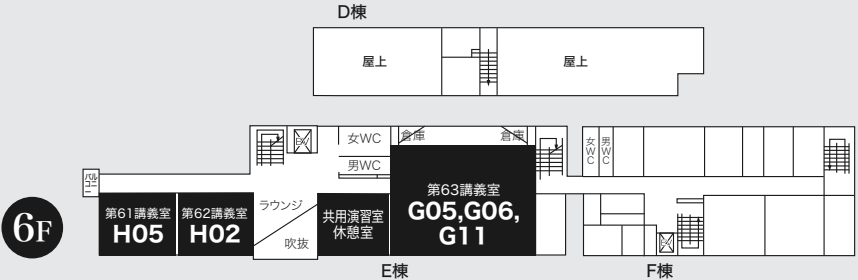 D棟
屋上
屋上
EV
女WC
男WC
倉庫
倉庫
女WC
男WC
バルコニー
6F
第61講義室
H05
第62講義室
H02
ラウンジ
吹抜
共用演習室
休憩室
第63講義室
G05,G06,
G11
EV
E棟
F棟